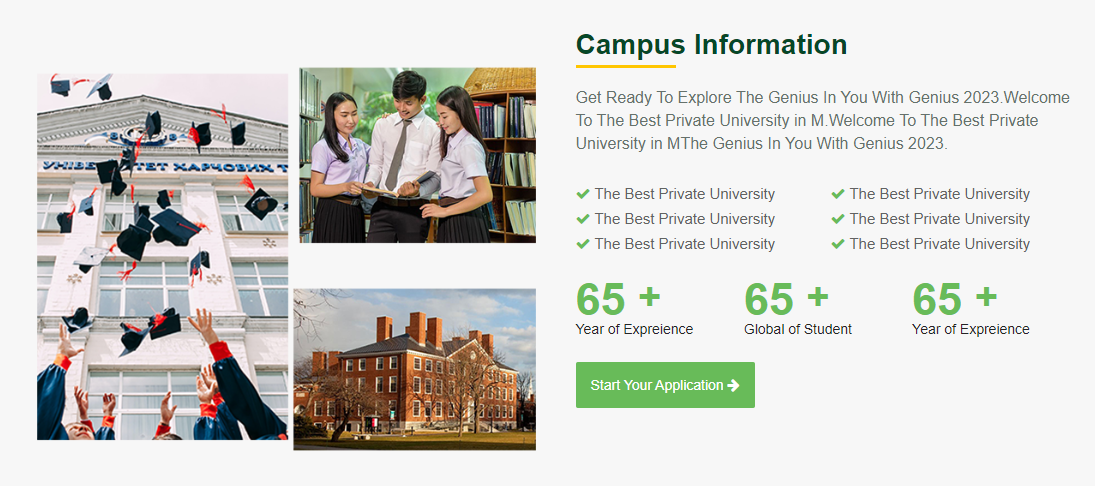 УНІВЕРСИТЕТ ХАРЧОВИХ Т
Campus Information
Get Ready To Explore The Genius In You With Genius 2023.Welcome
To The Best Private University in M.Welcome To The Best Private
University in MThe Genius In You With Genius 2023.
The Best Private University The Best Private University
The Best Private University The Best Private University
The Best Private University The Best Private University
65 + 65 + 65 +
Year of Expreience Global of Student Year of Expreience
Start Your Application